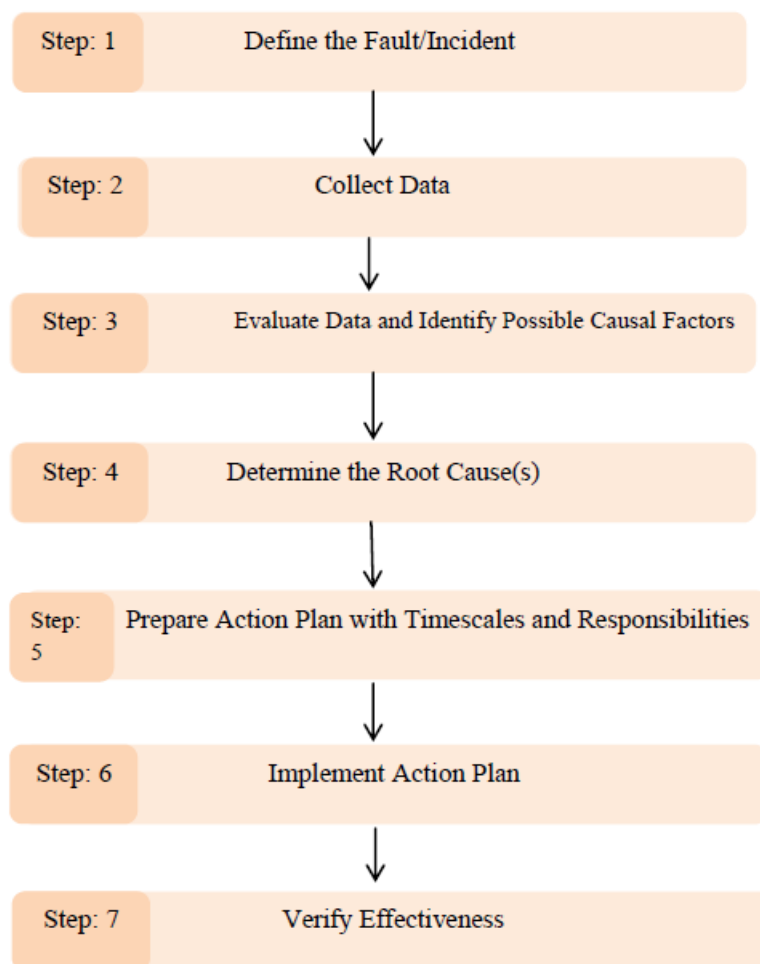 Step: 1
Define the Fault/Incident
Step: 2
Collect Data
Step: 3
Evaluate Data and Identify Possible Causal Factors
Step: 4
Determine the Root Cause(s)
Step:
5
Prepare Action Plan with Timescales and Responsibilities
Step: 6
Implement Action Plan
Step: 7
Verify Effectiveness